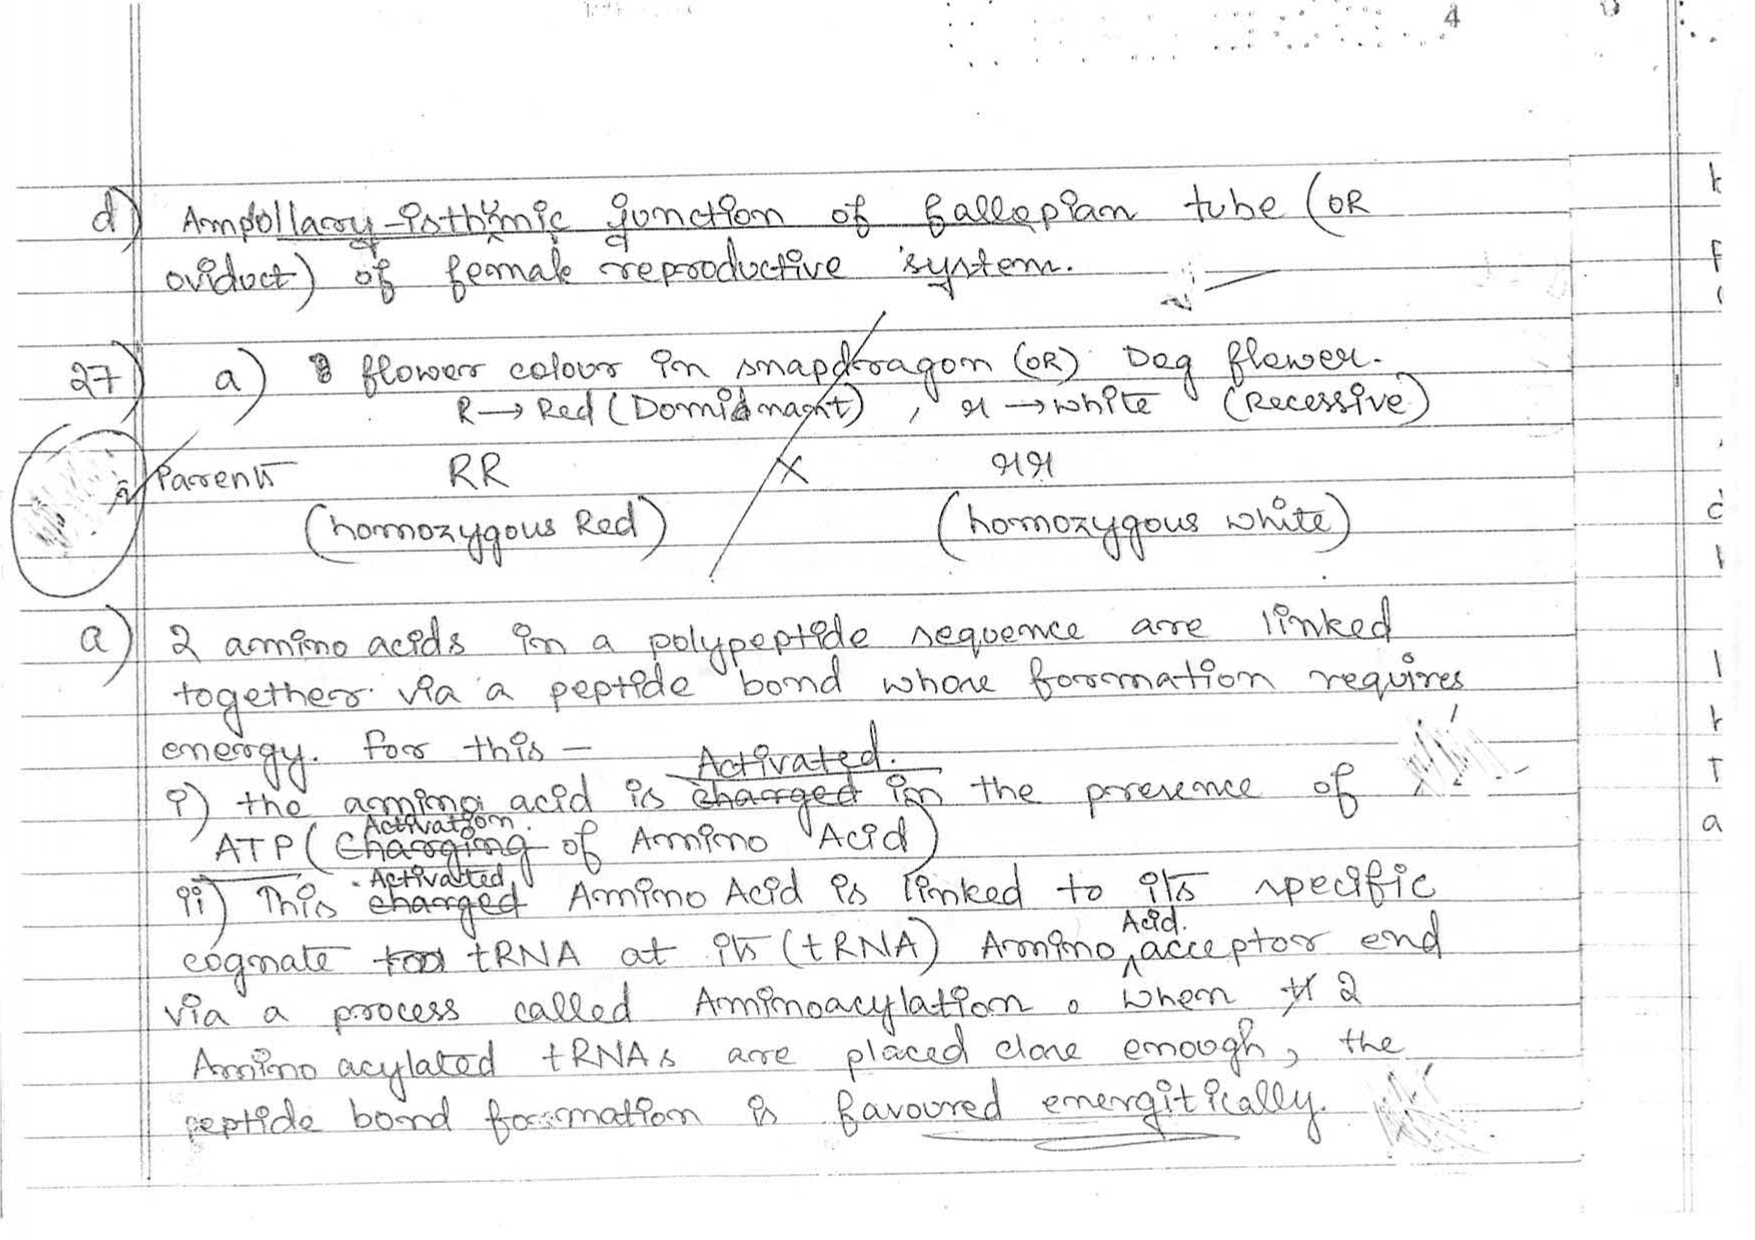 d) Ampullary-isthmic junction of fallopian tube (OR
oviduct) of female reproductive system.
27) a) flower colour in snapdragon (OR) Dog flower.
R → Red (Dominant), r → white (Recessive)
Parents RR X rr
(homozygous Red) (homozygous white)
a) 2 amino acids in a polypeptide sequence are linked
together via a peptide bond whose formation requires
energy. For this -
Activated.
i) the amino acid is charged in the presence of
Activation.
ATP (Charging of Amino Acid)
Activated
ii) This charged Amino Acid is linked to its specific
Acid.
cognate tRNA at its (tRNA) Amino acceptor end
via a process called Aminoacylation. When 2
Amino acylated tRNAs are placed close enough, the
peptide bond formation is favoured energitically.